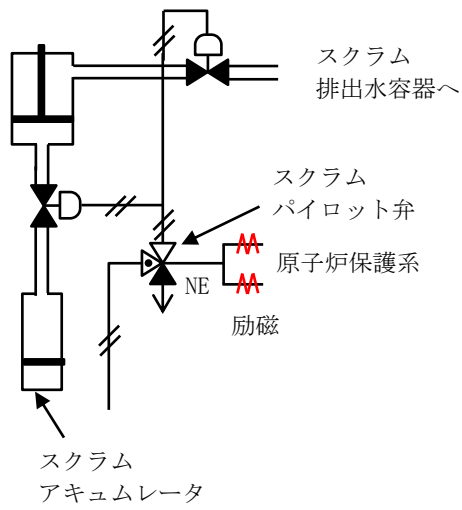 スクラム
排出水容器へ
スクラム
パイロット弁
原子炉保護系
NE
励磁
スクラム
アキュムレータ